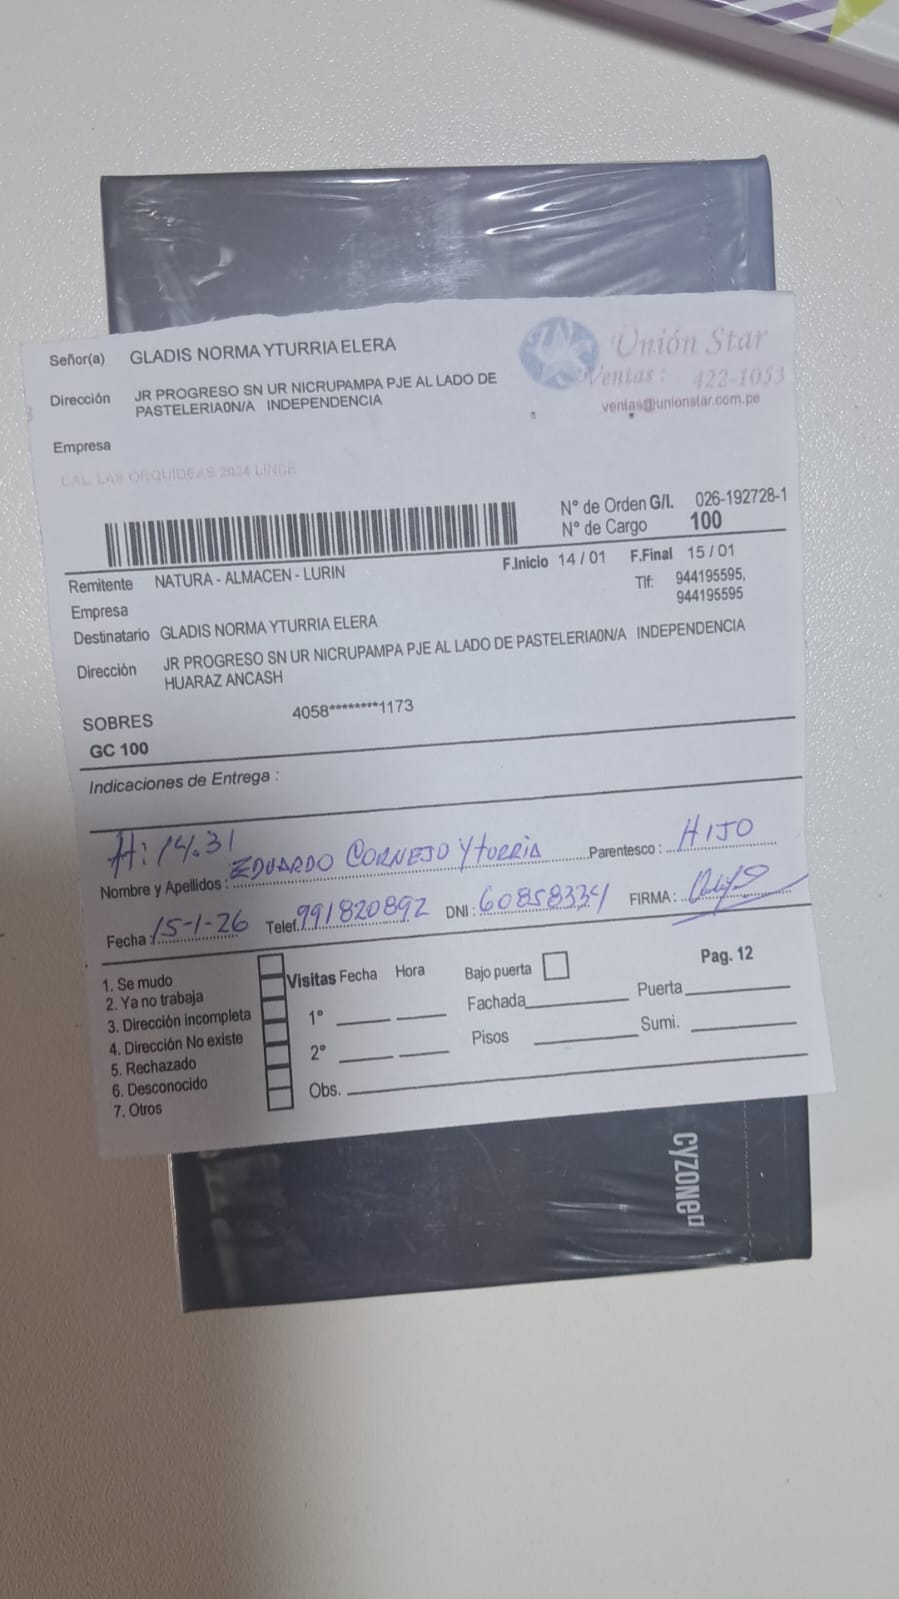 Unión Star
Ventas: 422-1053
ventas@unionstar.com.pe
Señor(a) GLADIS NORMA YTURRIA ELERA
Dirección JR PROGRESO SN UR NICRUPAMPA PJE AL LADO DE
PASTELERIA0N/A INDEPENDENCIA
Empresa
CAL. LAS ORQUIDEAS 2634 LINCE
N° de Orden G/I. 026-192728-1
N° de Cargo 100
Remitente NATURA - ALMACEN - LURIN F.Inicio 14 / 01 F.Final 15 / 01
Empresa Tlf: 944195595,
944195595
Destinatario GLADIS NORMA YTURRIA ELERA
Dirección JR PROGRESO SN UR NICRUPAMPA PJE AL LADO DE PASTELERIA0N/A INDEPENDENCIA
HUARAZ ANCASH
SOBRES 4058********1173
GC 100
Indicaciones de Entrega :
H: 14.31
Nombre y Apellidos : EDUARDO CORNEJO YTURRIA Parentesco : HIJO
Fecha : 15-1-26 Telef. 991820892 DNI : 60858334 FIRMA :
1. Se mudo
2. Ya no trabaja
3. Dirección incompleta
4. Dirección No existe
5. Rechazado
6. Desconocido
7. Otros
Visitas Fecha Hora Bajo puerta Pag. 12
1° Fachada Puerta
2° Pisos Sumi.
Obs.
cyzone